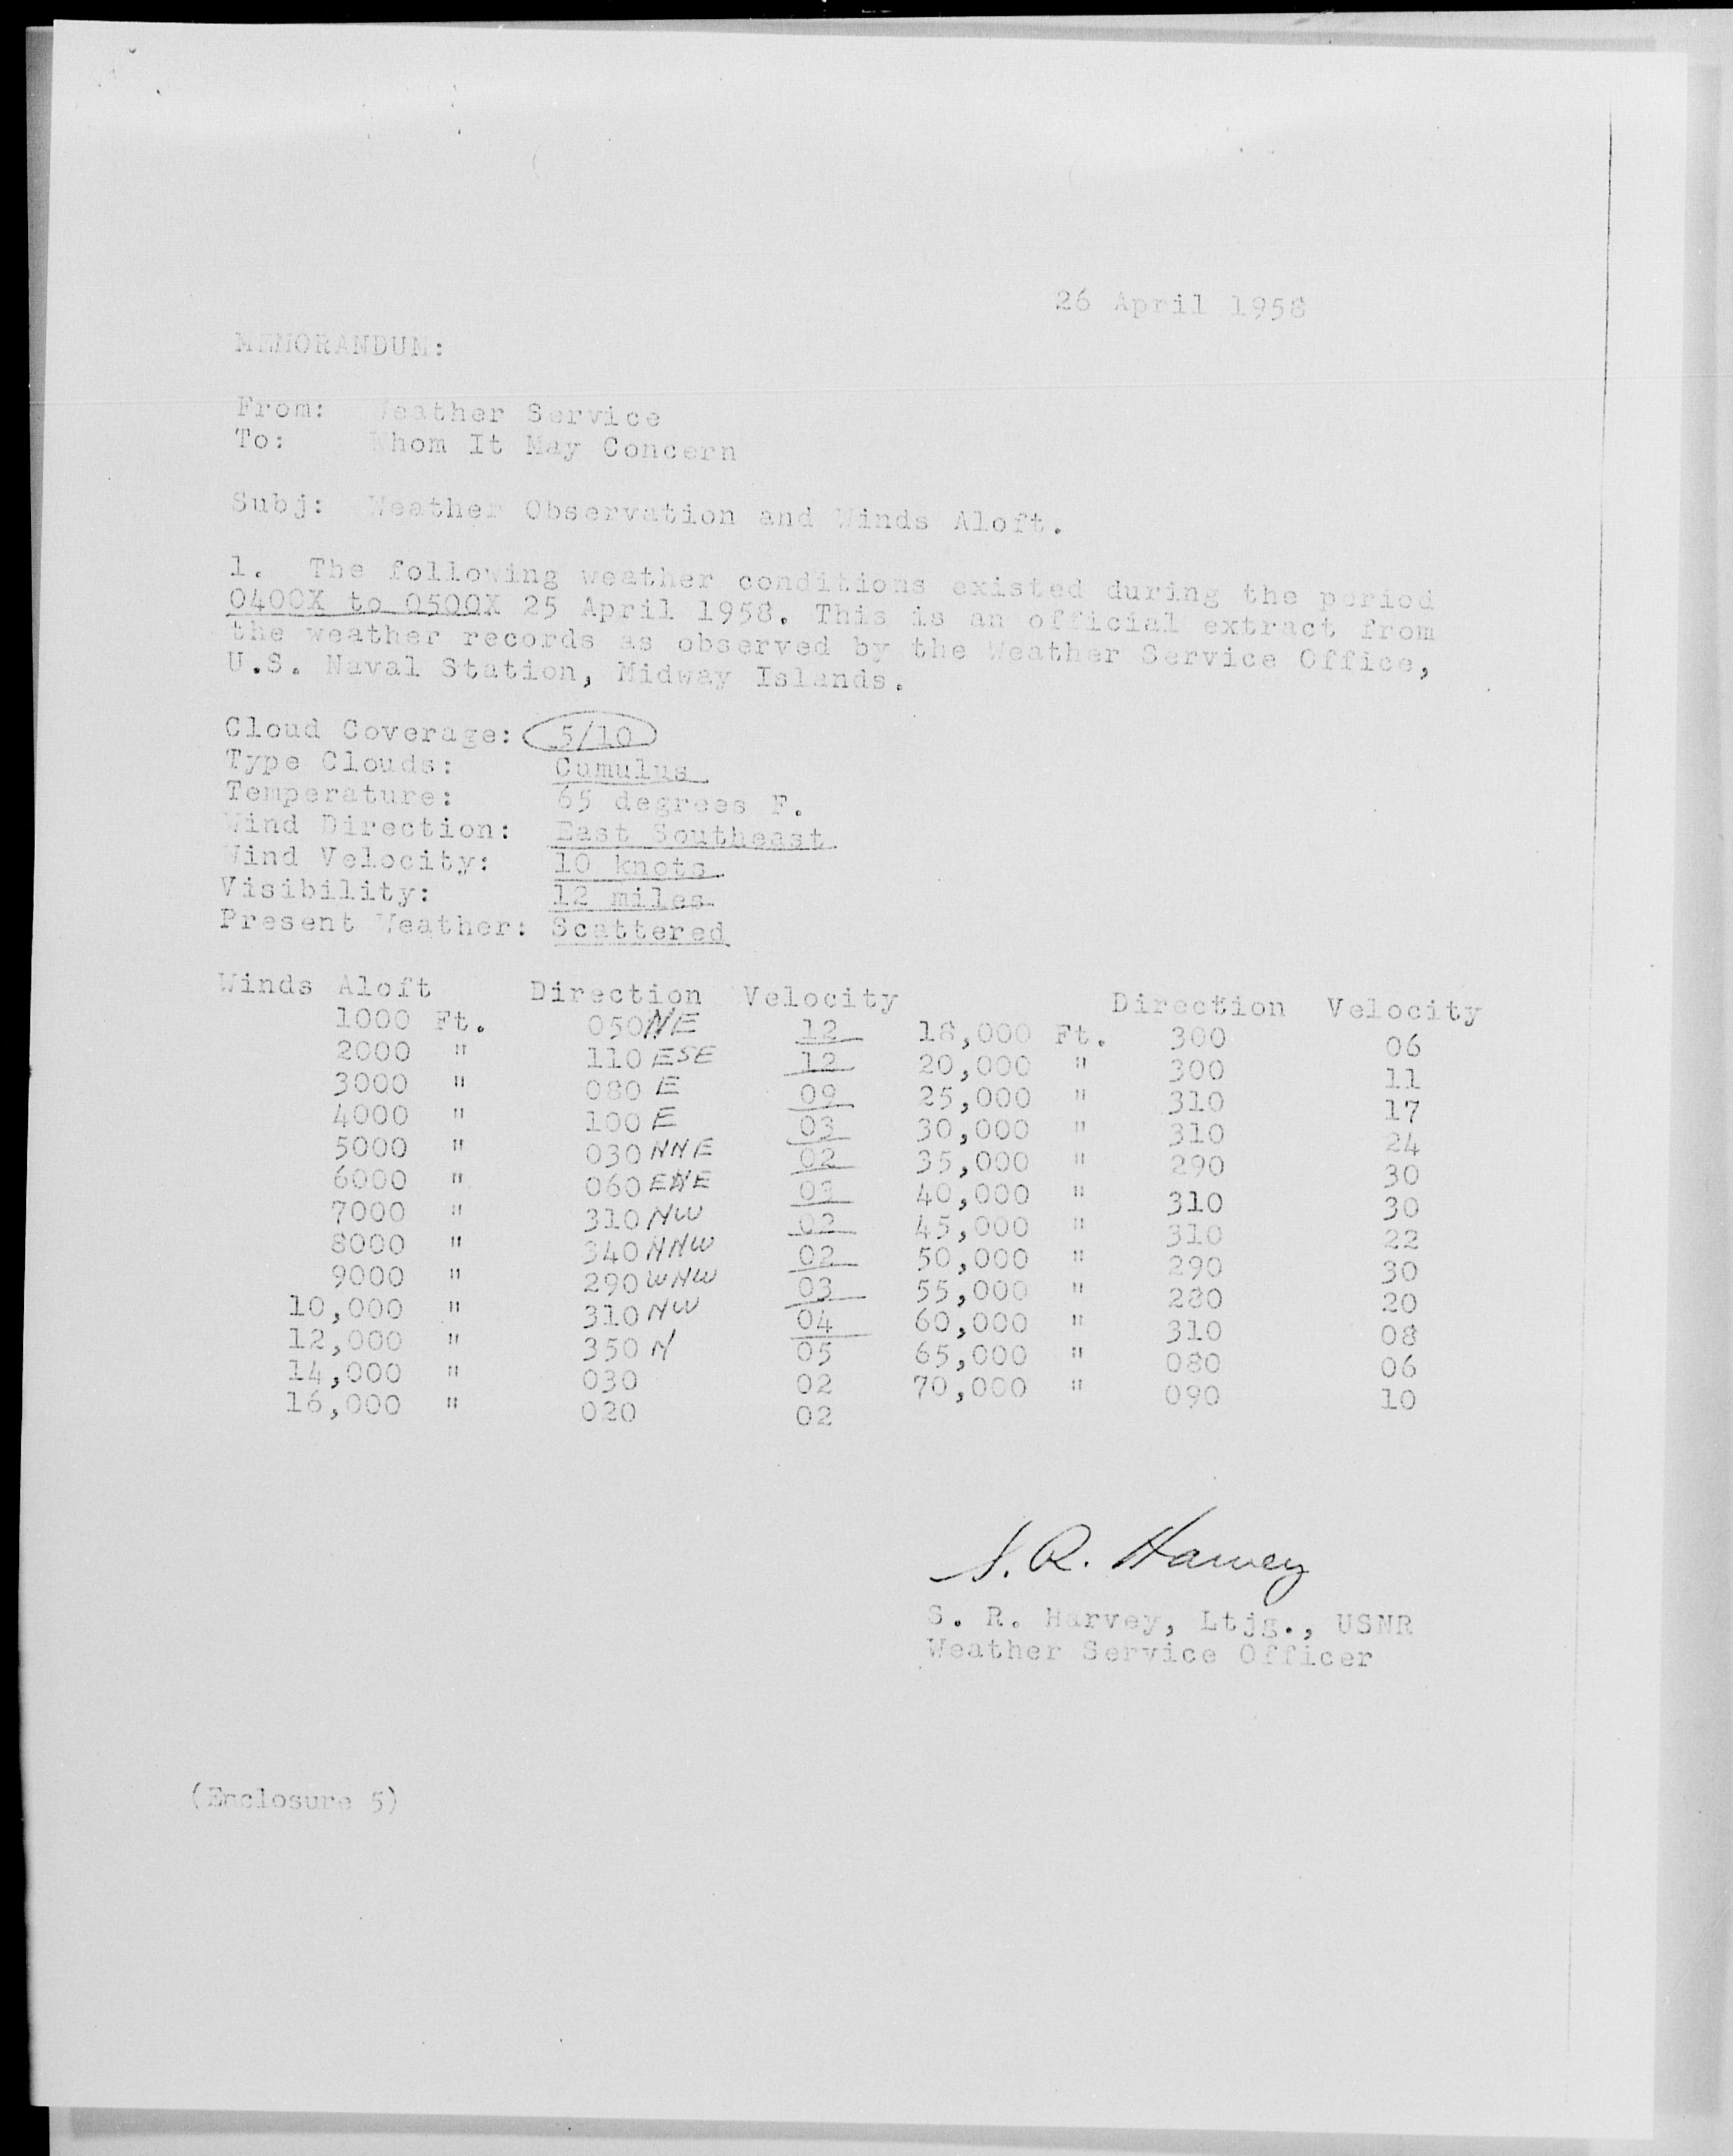 26 April 1958
MEMORANDUM:
From: Weather Service
To: Whom It May Concern
Subj: Weather Observation and Winds Aloft.
1. The following weather conditions existed during the period
0400X to 0500X 25 April 1958. This is an official extract from
the weather records as observed by the Weather Service Office,
U.S. Naval Station, Midway Islands.
Cloud Coverage: 5/10
Type Clouds: Cumulus
Temperature: 65 degrees F.
Wind Direction: East Southeast
Wind Velocity: 10 knots
Visibility: 12 miles
Present Weather: Scattered
Winds Aloft Direction Velocity Direction Velocity
1000 Ft. 050 NE 12 18,000 Ft. 300 06
2000 " 110 ESE 12 20,000 " 300 11
3000 " 080 E 09 25,000 " 310 17
4000 " 100 E 03 30,000 " 310 24
5000 " 030 NNE 02 35,000 " 290 30
6000 " 060 ENE 03 40,000 " 310 30
7000 " 310 NW 02 45,000 " 310 22
8000 " 340 NNW 02 50,000 " 290 30
9000 " 290 WNW 03 55,000 " 280 20
10,000 " 310 NW 04 60,000 " 310 08
12,000 " 350 N 05 65,000 " 080 06
14,000 " 030 02 70,000 " 090 10
16,000 " 020 02
S. R. Harvey
S. R. Harvey, Ltjg., USNR
Weather Service Officer
(Enclosure 5)